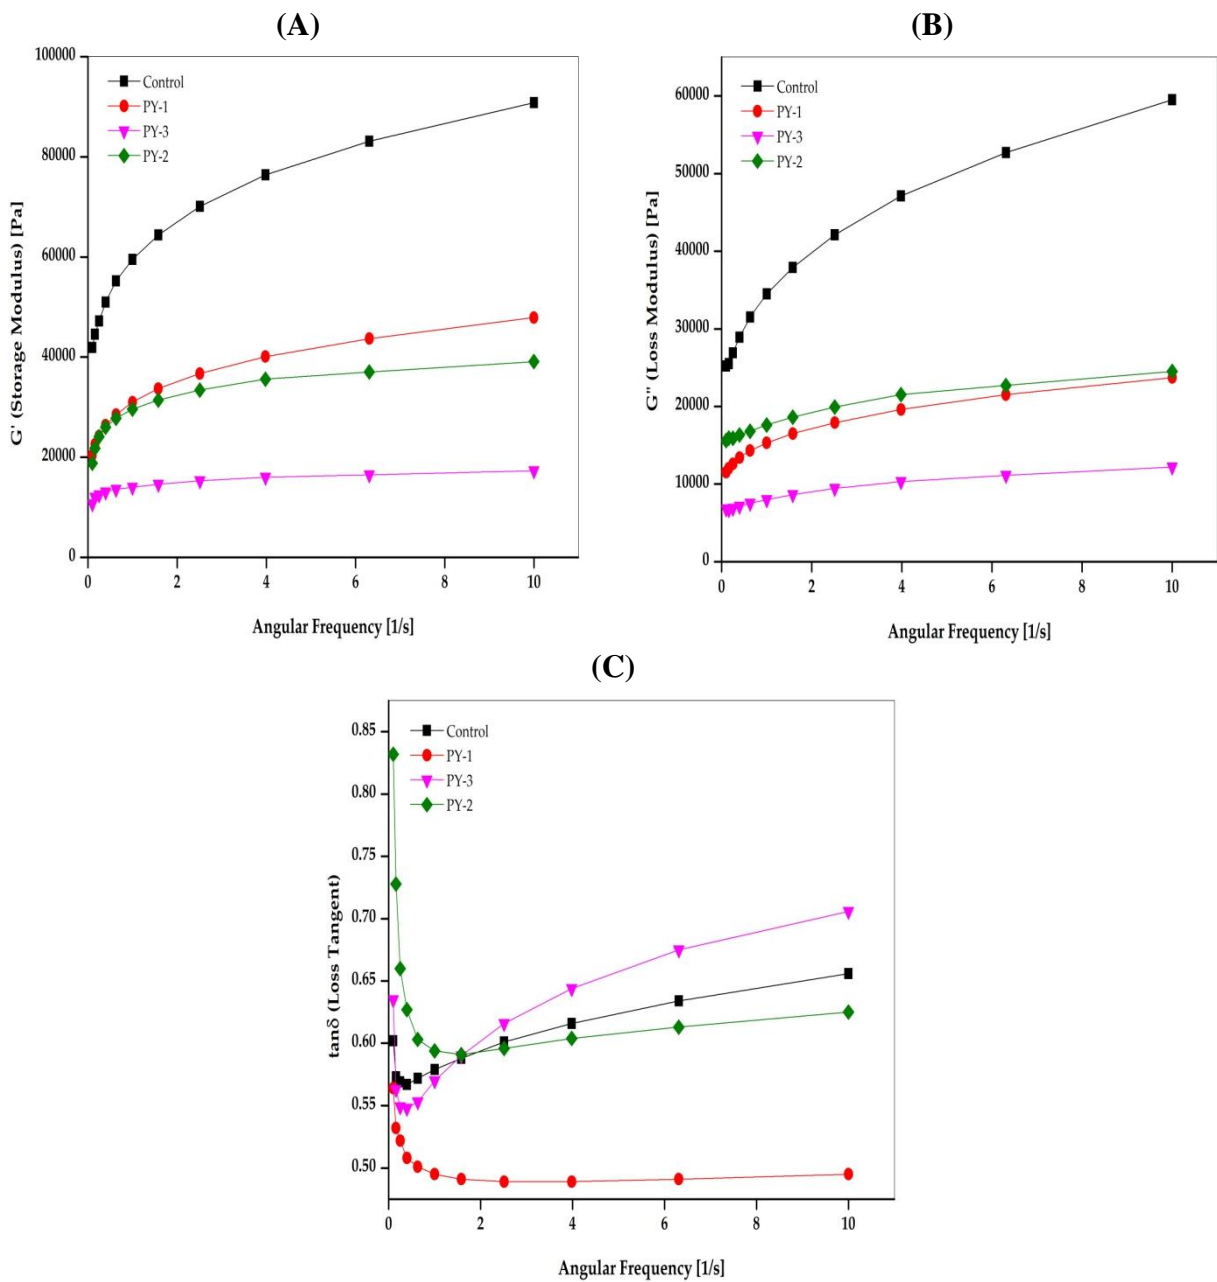 (A)
100000
80000
60000
40000
20000
0
0 2 4 6 8 10
G' (Storage Modulus) [Pa]
Angular Frequency [1/s]
Control
PY-1
PY-3
PY-2
(B)
60000
50000
40000
30000
20000
10000
0
0 2 4 6 8 10
G" (Loss Modulus) [Pa]
Angular Frequency [1/s]
Control
PY-1
PY-3
PY-2
(C)
0.85
0.80
0.75
0.70
0.65
0.60
0.55
0.50
0 2 4 6 8 10
tanδ (Loss Tangent)
Angular Frequency [1/s]
Control
PY-1
PY-3
PY-2